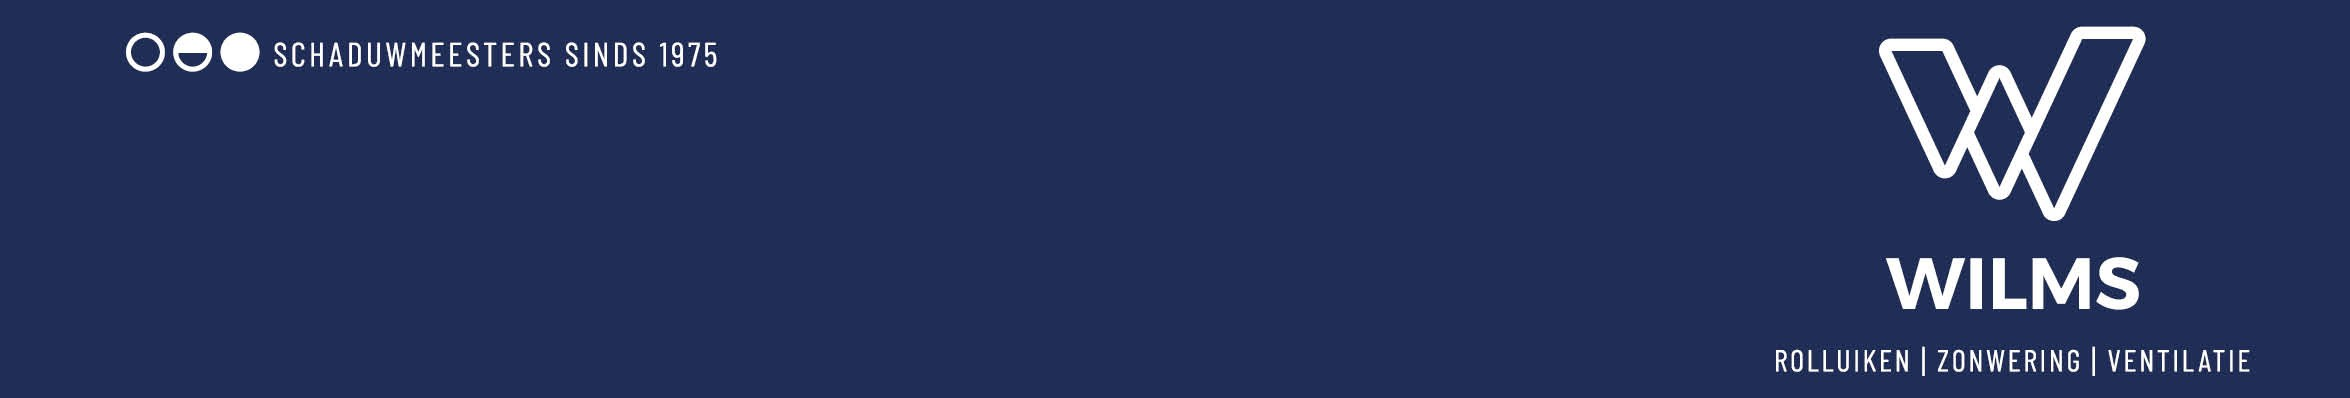 SCHADUWMEESTERS SINDS 1975
WILMS
ROLLUIKEN | ZONWERING | VENTILATIE